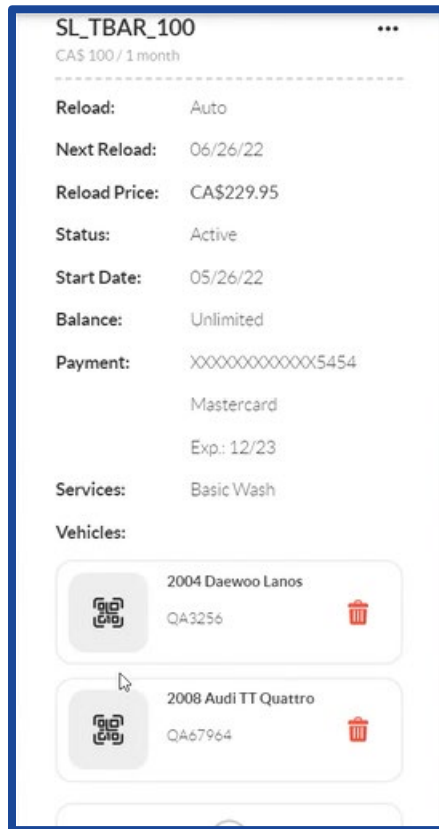 SL_TBAR_100
CA$ 100 / 1 month
Reload: Auto
Next Reload: 06/26/22
Reload Price: CA$229.95
Status: Active
Start Date: 05/26/22
Balance: Unlimited
Payment: XXXXXXXXXXXX5454
Mastercard
Exp.: 12/23
Services: Basic Wash
Vehicles:
2004 Daewoo Lanos
QA3256
2008 Audi TT Quattro
QA67964